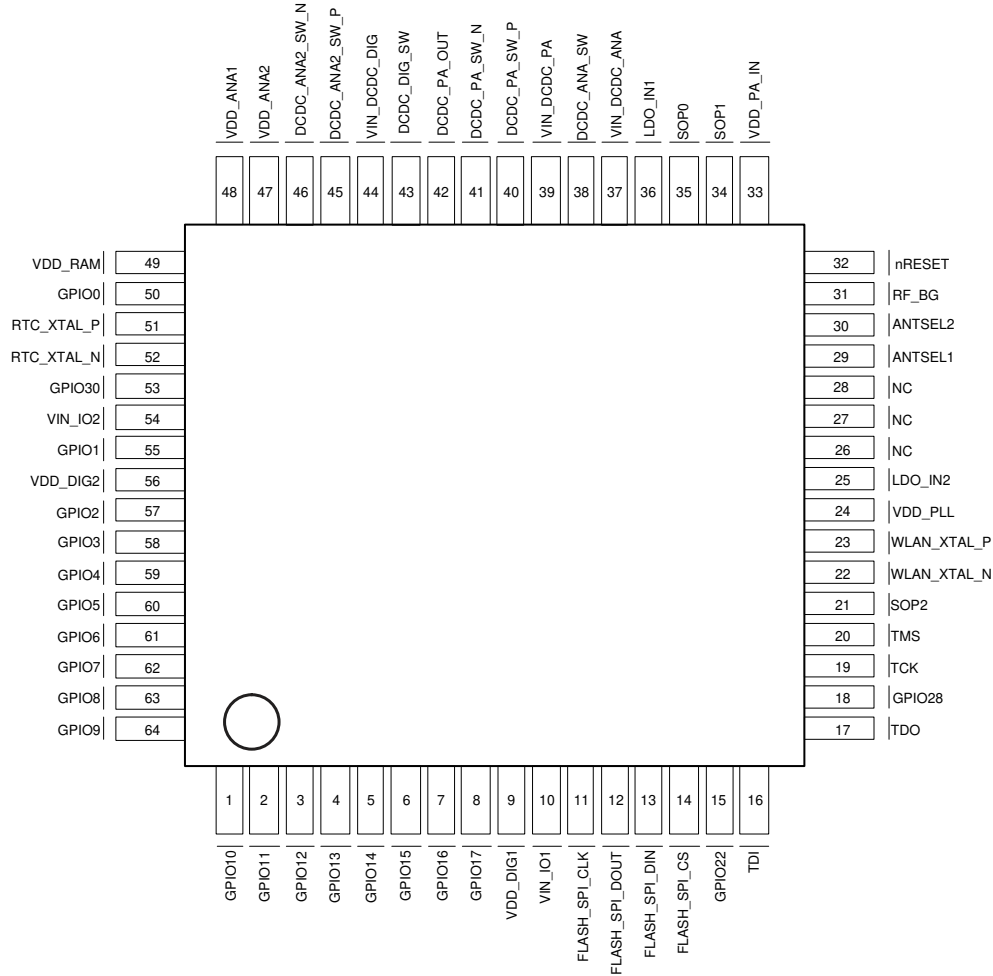 VDD_ANA1
VDD_ANA2
DCDC_ANA2_SW_N
DCDC_ANA2_SW_P
VIN_DCDC_DIG
DCDC_DIG_SW
DCDC_PA_OUT
DCDC_PA_SW_N
DCDC_PA_SW_P
VIN_DCDC_PA
DCDC_ANA_SW
VIN_DCDC_ANA
LDO_IN1
SOP0
SOP1
VDD_PA_IN
48
47
46
45
44
43
42
41
40
39
38
37
36
35
34
33
VDD_RAM 49
GPIO0 50
RTC_XTAL_P 51
RTC_XTAL_N 52
GPIO30 53
VIN_IO2 54
GPIO1 55
VDD_DIG2 56
GPIO2 57
GPIO3 58
GPIO4 59
GPIO5 60
GPIO6 61
GPIO7 62
GPIO8 63
GPIO9 64
32 nRESET
31 RF_BG
30 ANTSEL2
29 ANTSEL1
28 NC
27 NC
26 NC
25 LDO_IN2
24 VDD_PLL
23 WLAN_XTAL_P
22 WLAN_XTAL_N
21 SOP2
20 TMS
19 TCK
18 GPIO28
17 TDO
1
2
3
4
5
6
7
8
9
10
11
12
13
14
15
16
GPIO10
GPIO11
GPIO12
GPIO13
GPIO14
GPIO15
GPIO16
GPIO17
VDD_DIG1
VIN_IO1
FLASH_SPI_CLK
FLASH_SPI_DOUT
FLASH_SPI_DIN
FLASH_SPI_CS
GPIO22
TDI